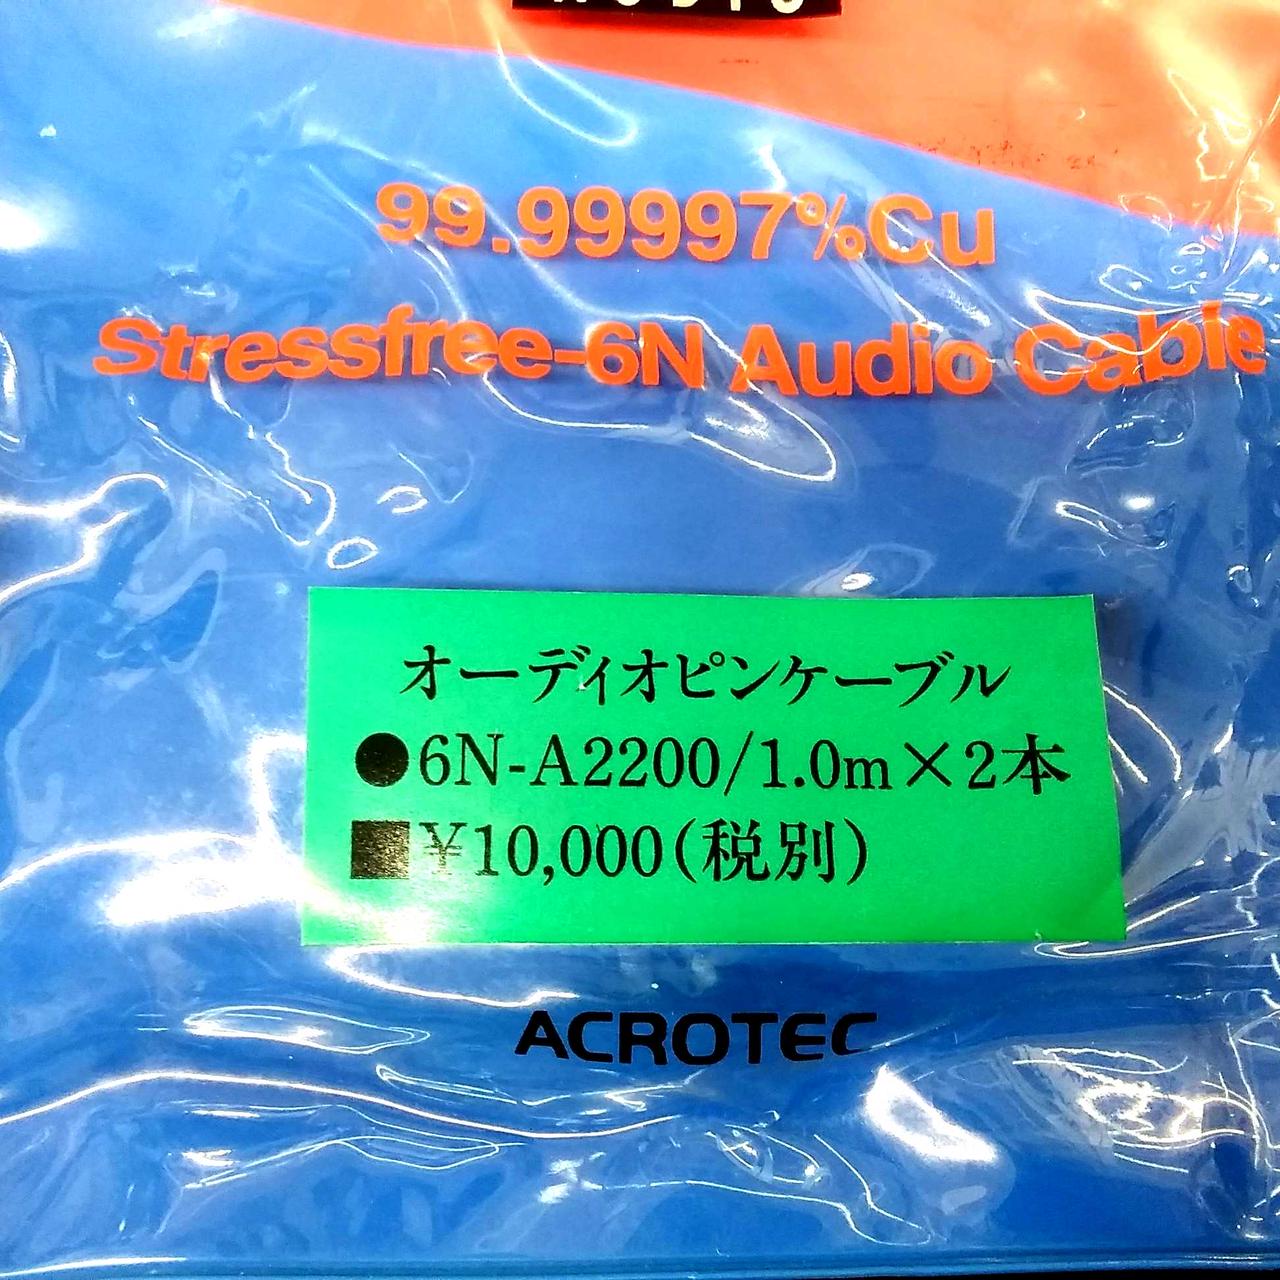 AUDIO
99.99997%Cu
Stressfree-6N Audio Cable
オーディオピンケーブル
●6N-A2200/1.0m×2本
■¥10,000(税別)
ACROTEC